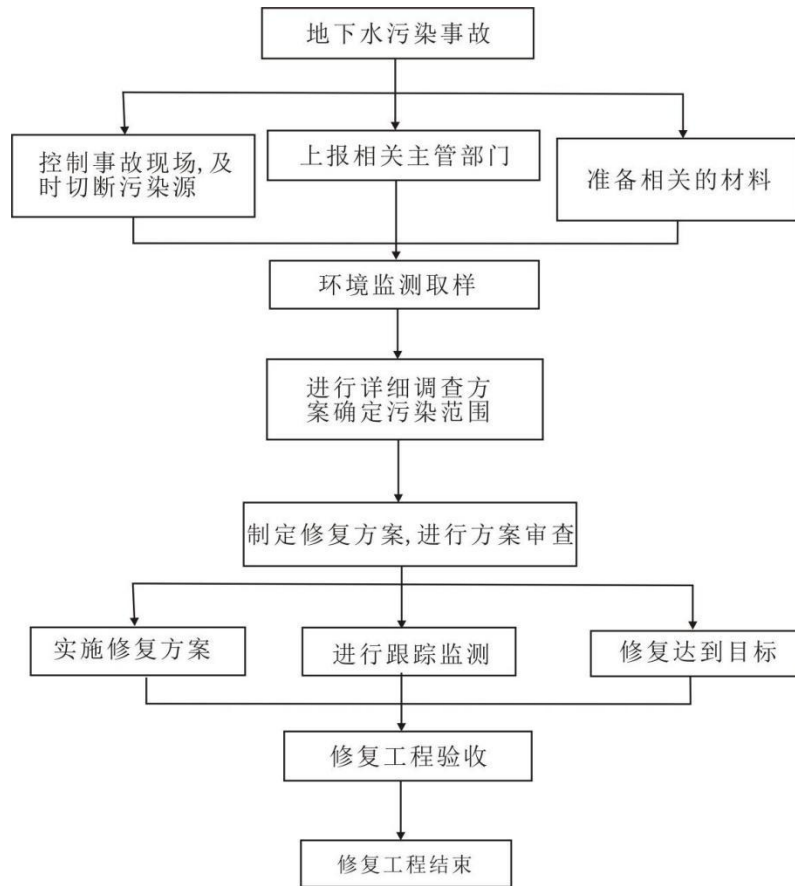 地下水污染事故
控制事故现场,及
时切断污染源
上报相关主管部门
准备相关的材料
环境监测取样
进行详细调查方
案确定污染范围
制定修复方案,进行方案审查
实施修复方案
进行跟踪监测
修复达到目标
修复工程验收
修复工程结束